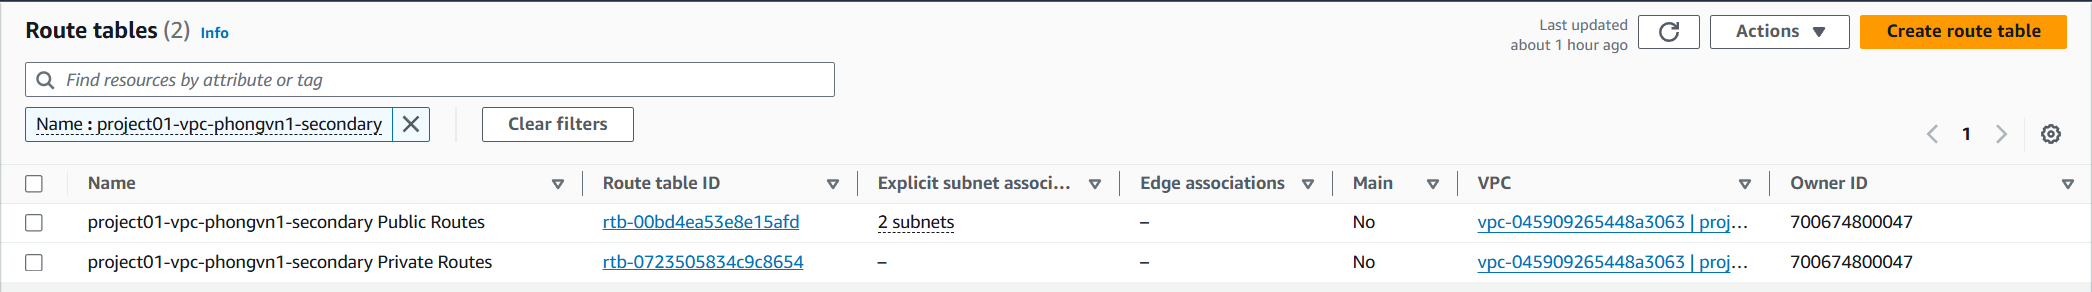 Route tables (2) Info
Last updated
about 1 hour ago
Actions
Create route table
Find resources by attribute or tag
Name : project01-vpc-phongvn1-secondary
Clear filters
1
Name Route table ID Explicit subnet associ... Edge associations Main VPC Owner ID
project01-vpc-phongvn1-secondary Public Routes rtb-00bd4ea53e8e15afd 2 subnets – No vpc-045909265448a3063 | proj... 700674800047
project01-vpc-phongvn1-secondary Private Routes rtb-0723505834c9c8654 – – No vpc-045909265448a3063 | proj... 700674800047